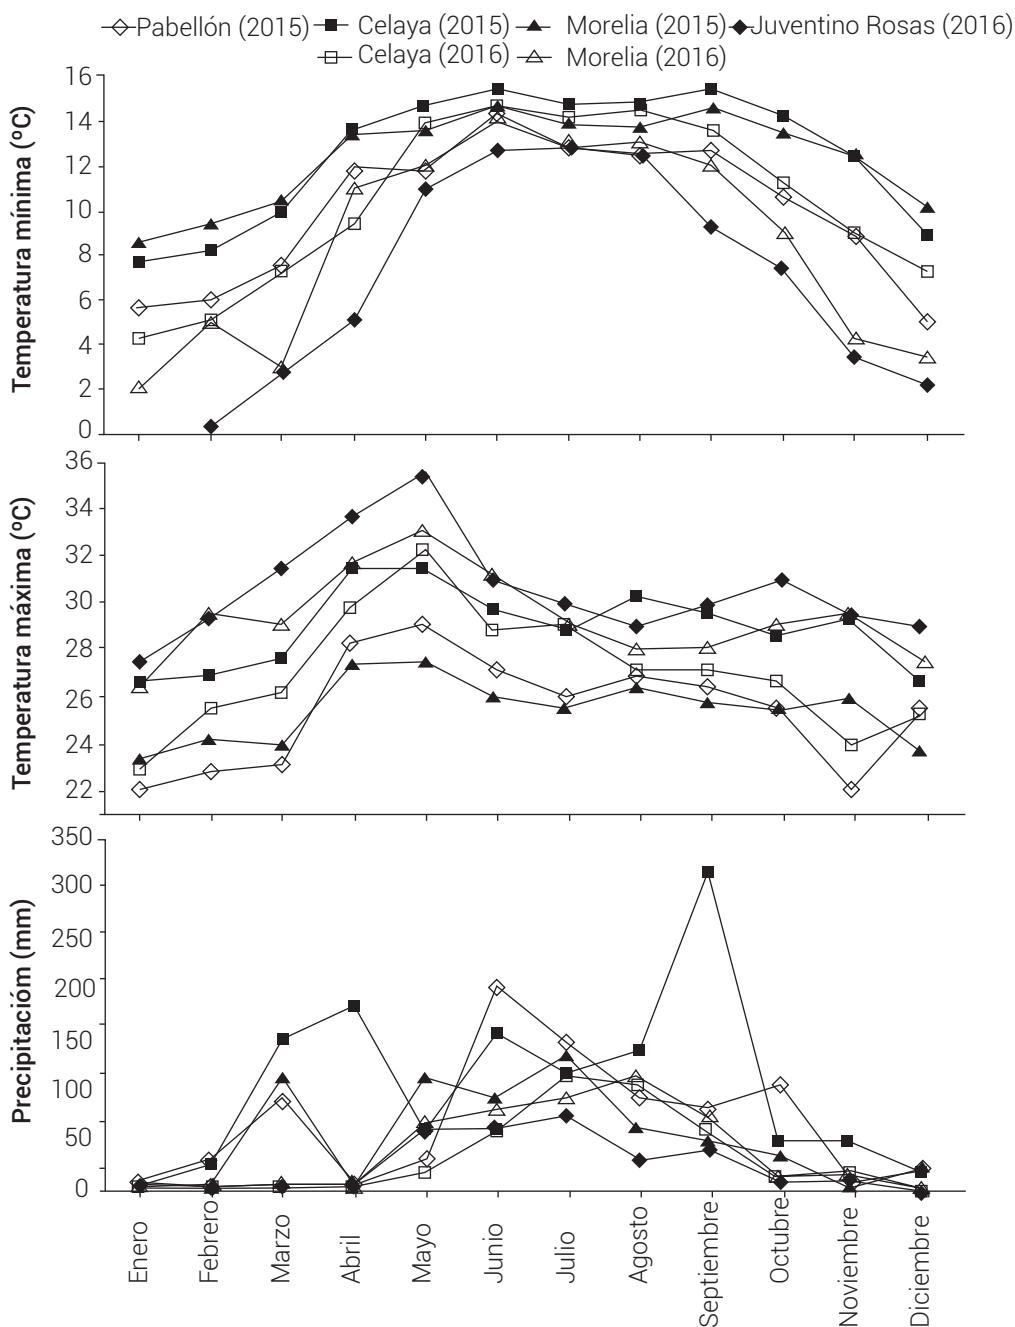 Pabellón (2015) Celaya (2015) Morelia (2015) Juventino Rosas (2016)
Celaya (2016) Morelia (2016)
Temperatura mínima (ºC)
16
14
12
10
8
6
4
2
0
Temperatura máxima (ºC)
36
34
32
30
28
26
24
22
Precipitacióm (mm)
350
300
250
200
150
100
50
0
Enero
Febrero
Marzo
Abril
Mayo
Junio
Julio
Agosto
Septiembre
Octubre
Noviembre
Diciembre